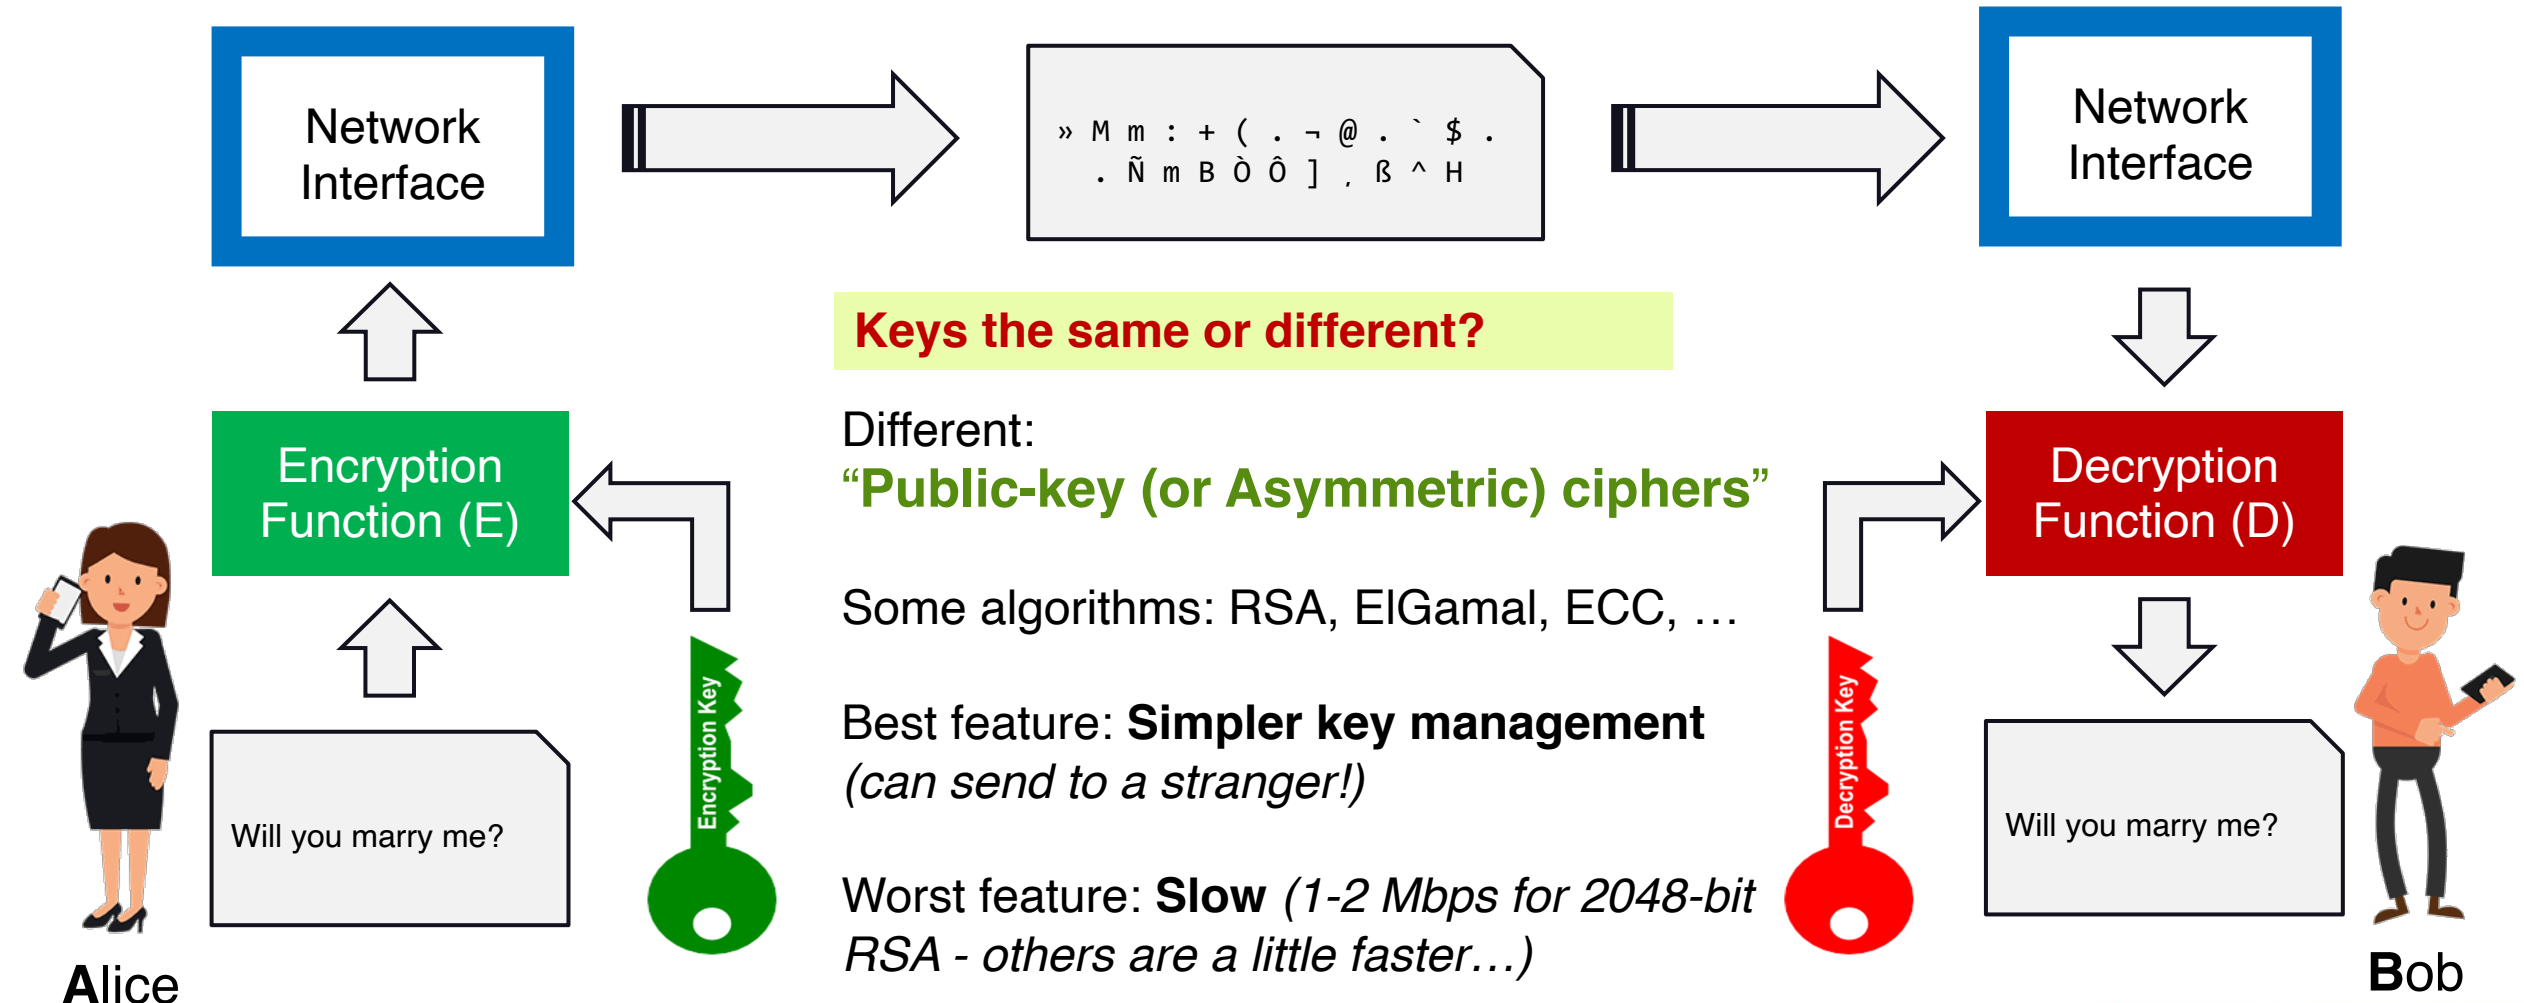 Network
Interface
» M m : + ( . ¬ @ . ` $ .
. Ñ m B Ò Ô ] ‚ ß ^ H
Network
Interface
Keys the same or different?
Encryption
Function (E)
Different:
“Public-key (or Asymmetric) ciphers”
Some algorithms: RSA, ElGamal, ECC, …
Best feature: Simpler key management
(can send to a stranger!)
Worst feature: Slow (1-2 Mbps for 2048-bit
RSA - others are a little faster…)
Decryption
Function (D)
Encryption Key
Decryption Key
Will you marry me?
Will you marry me?
Alice
Bob